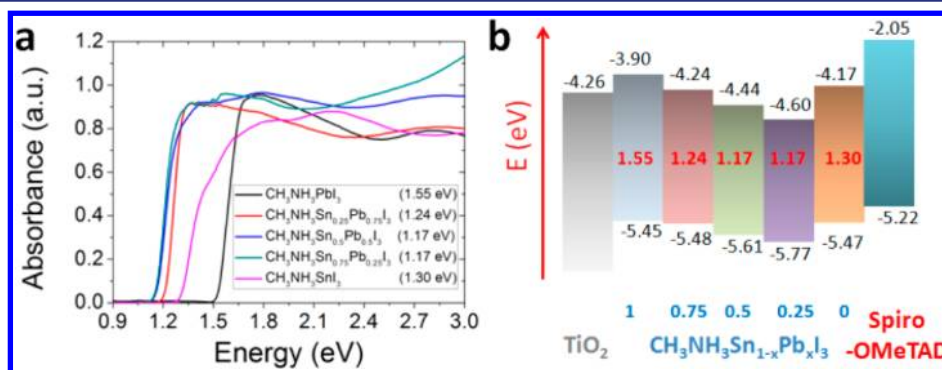 a
Absorbance (a.u.)
1.2
1.0
0.8
0.6
0.4
0.2
0.0
0.9 1.2 1.5 1.8 2.1 2.4 2.7 3.0
Energy (eV)
CH₃NH₃PbI₃ (1.55 eV)
CH₃NH₃Sn₀.₂₅Pb₀.₇₅I₃ (1.24 eV)
CH₃NH₃Sn₀.₅Pb₀.₅I₃ (1.17 eV)
CH₃NH₃Sn₀.₇₅Pb₀.₂₅I₃ (1.17 eV)
CH₃NH₃SnI₃ (1.30 eV)
b
E (eV)
-4.26 -3.90 -4.24 -4.44 -4.60 -4.17 -2.05
1.55 1.24 1.17 1.17 1.30
-5.45 -5.48 -5.61 -5.77 -5.47 -5.22
1 0.75 0.5 0.25 0
TiO₂ CH₃NH₃Sn₁₋ₓPbₓI₃ Spiro
-OMeTAD